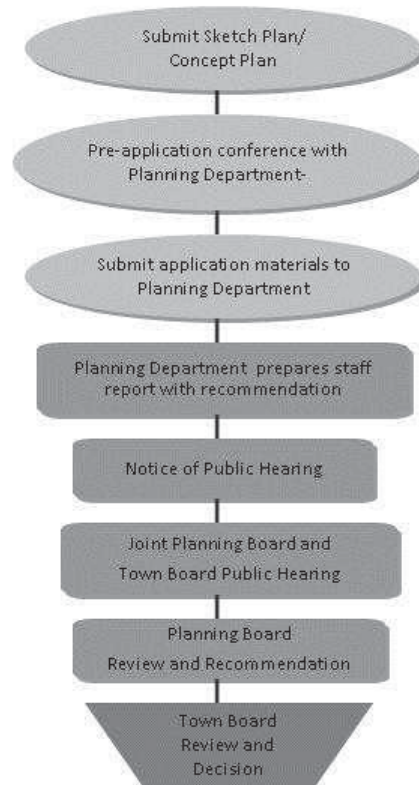 Submit Sketch Plan/
Concept Plan
Pre-application conference with
Planning Department-
Submit application materials to
Planning Department
Planning Department prepares staff
report with recommendation
Notice of Public Hearing
Joint Planning Board and
Town Board Public Hearing
Planning Board
Review and Recommendation
Town Board
Review and
Decision